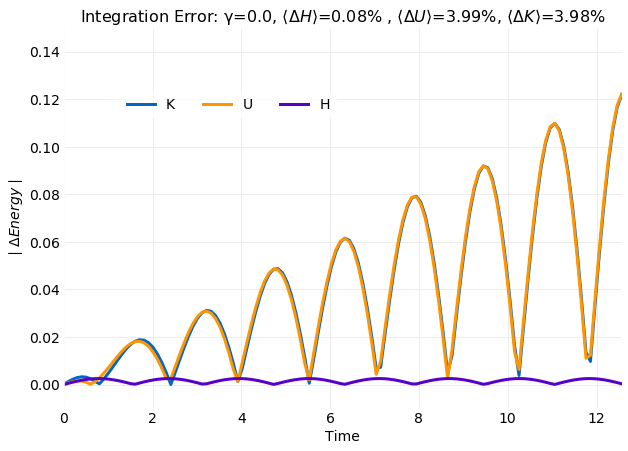 Integration Error: γ=0.0, ⟨ΔH⟩=0.08% , ⟨ΔU⟩=3.99%, ⟨ΔK⟩=3.98%
0.14
0.12
K U H
0.10
0.08
| ΔEnergy |
0.06
0.04
0.02
0.00
0 2 4 6 8 10 12
Time